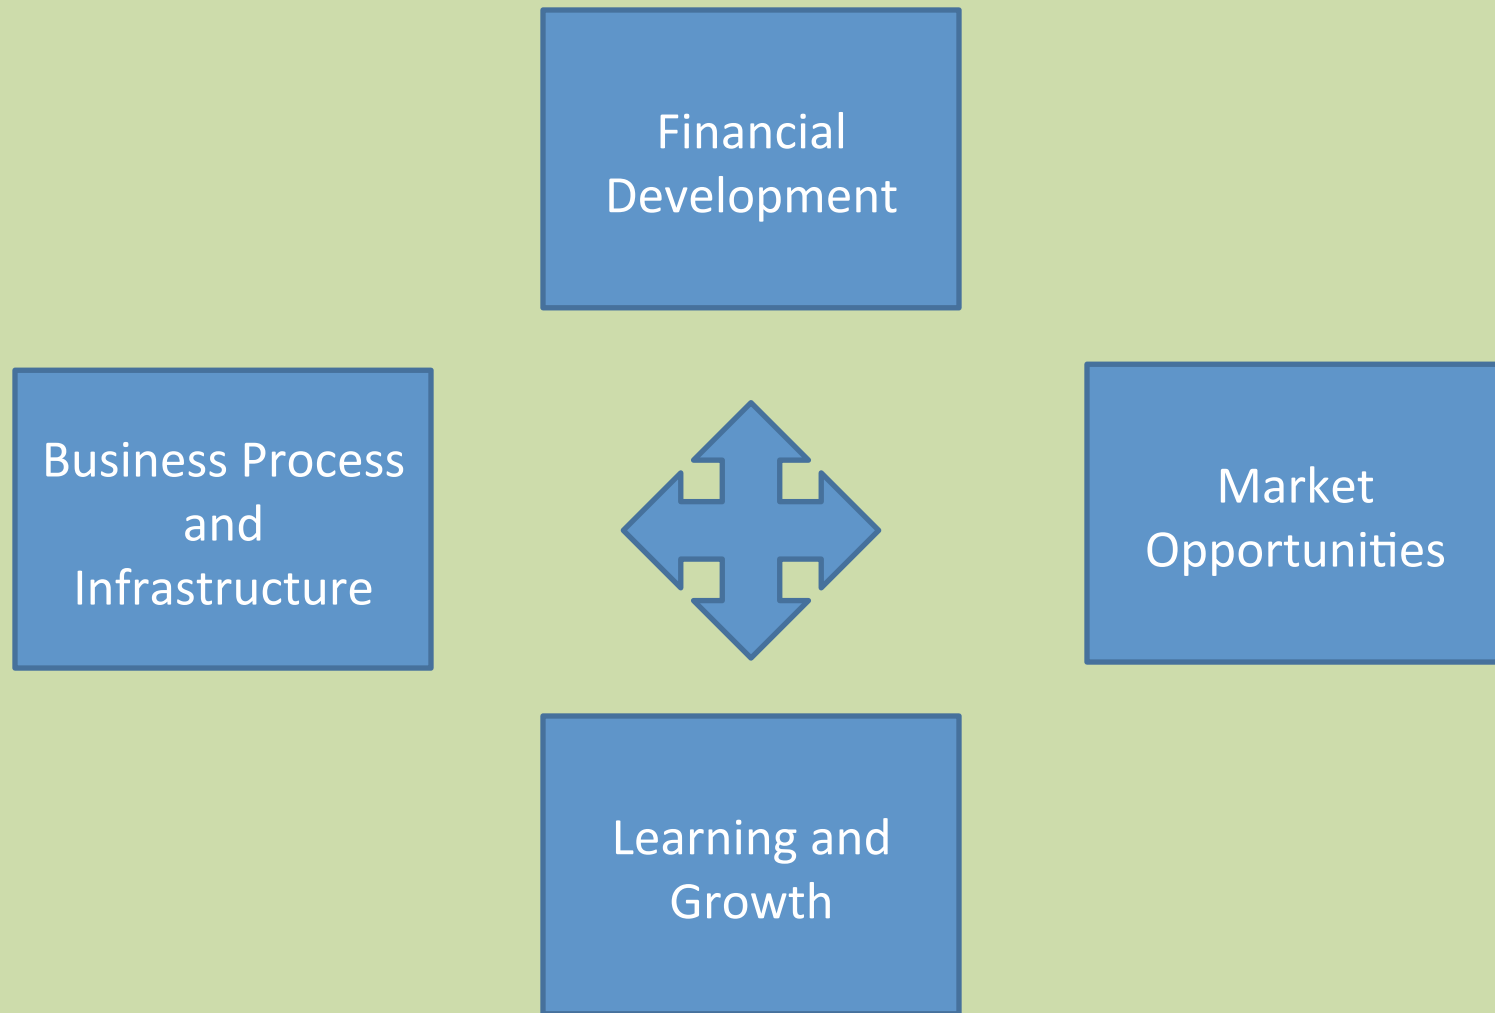 Financial
Development
Business Process
and
Infrastructure
Market
Opportunities
Learning and
Growth